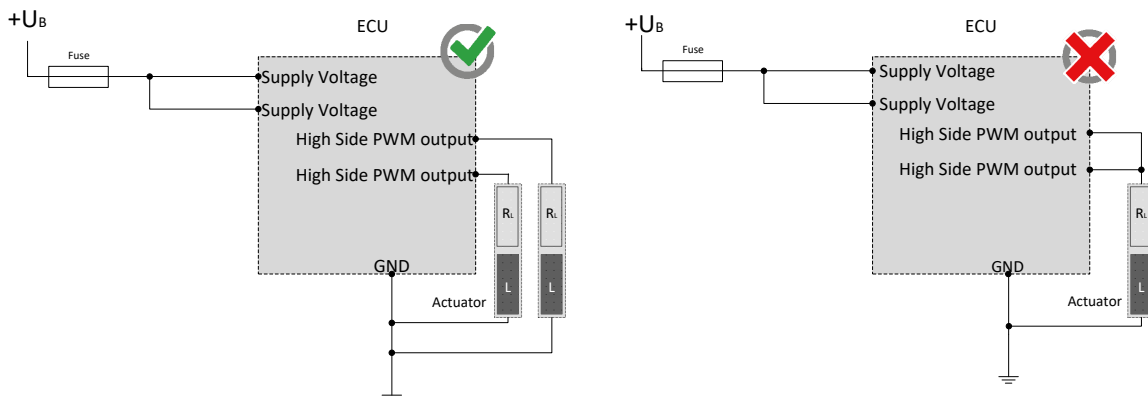 +UB
ECU
Fuse
Supply Voltage
Supply Voltage
High Side PWM output
High Side PWM output
RL
RL
GND
L
L
Actuator
+UB
ECU
Fuse
Supply Voltage
Supply Voltage
High Side PWM output
High Side PWM output
RL
GND
L
Actuator